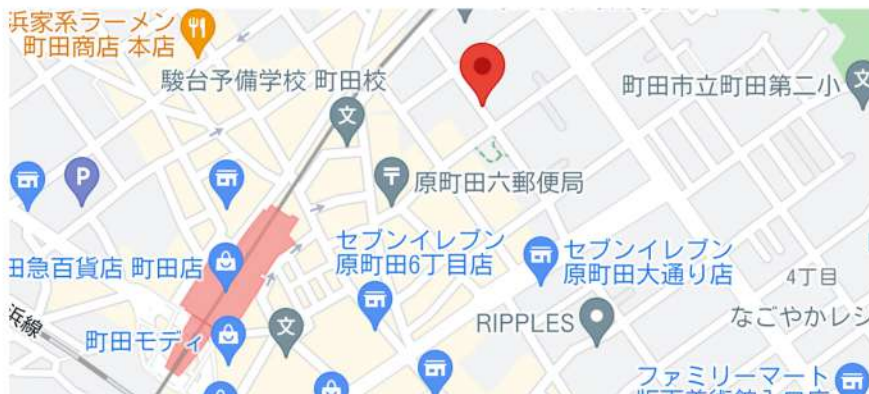 浜家系ラーメン
町田商店 本店
駿台予備学校 町田校
文
町田市立町田第二小
文
P
〒
原町田六郵便局
セブンイレブン
原町田6丁目店
セブンイレブン
原町田大通り店
田急百貨店 町田店
4丁目
浜線
町田モディ
文
RIPPLES
なごやかレジ
ファミリーマート